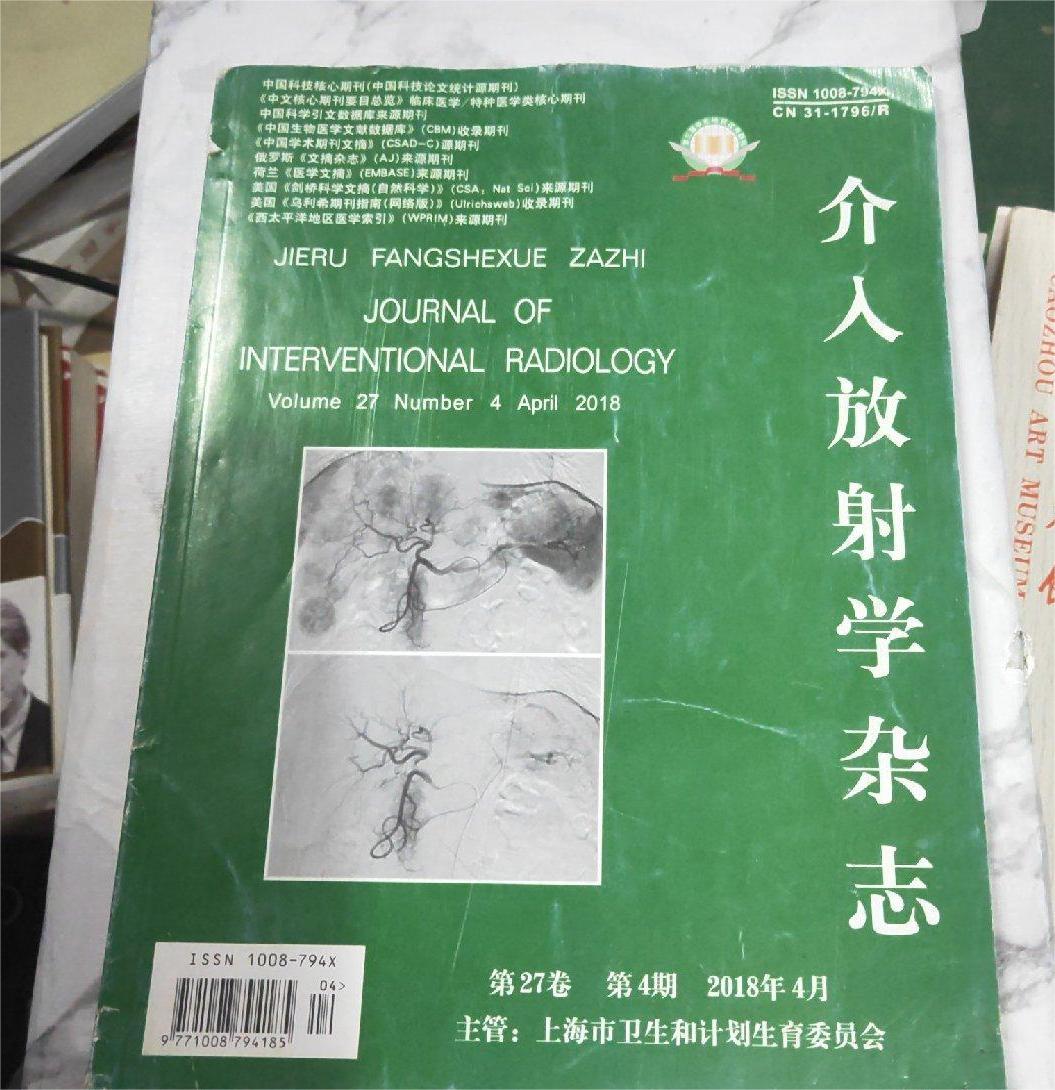 中国科技核心期刊(中国科技论文统计源期刊)
《中文核心期刊要目总览》临床医学/特种医学类核心期刊
中国科学引文数据库来源期刊
《中国生物医学文献数据库》(CBM)收录期刊
《中国学术期刊文摘》(CSAD-C)源期刊
俄罗斯《文摘杂志》(AJ)来源期刊
荷兰《医学文摘》(EMBASE)来源期刊
美国《剑桥科学文摘(自然科学)》(CSA, Nat Sci)来源期刊
美国《乌利希期刊指南(网络版)》(Ulrichsweb)收录期刊
《西太平洋地区医学索引》(WPRIM)来源期刊
ISSN 1008-794X
CN 31-1796/R
JIERU FANGSHEXUE ZAZHI
JOURNAL OF
INTERVENTIONAL RADIOLOGY
Volume 27 Number 4 April 2018
介入放射学杂志
ISSN 1008-794X
04>
9 771008 794185
第27卷 第4期 2018年4月
主管：上海市卫生和计划生育委员会
GAOZHOU ART MUSEUM